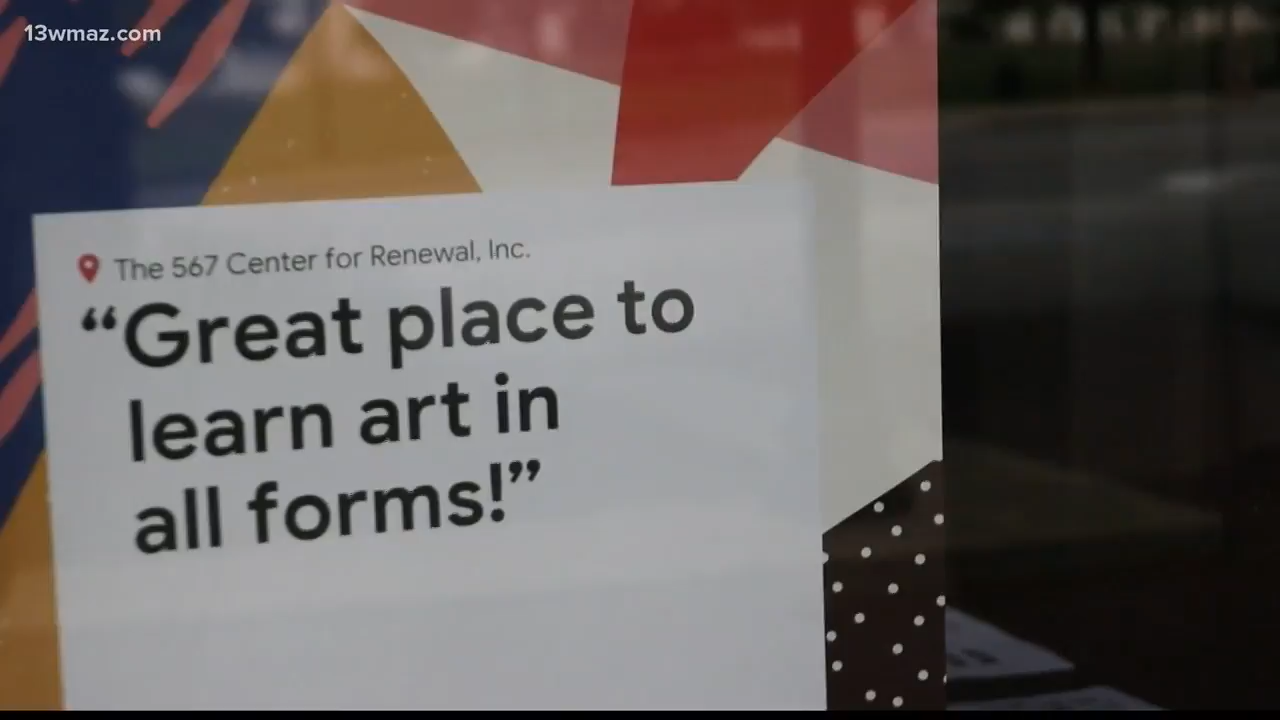 13wmaz.com
The 567 Center for Renewal, Inc.
“Great place to
learn art in
all forms!”